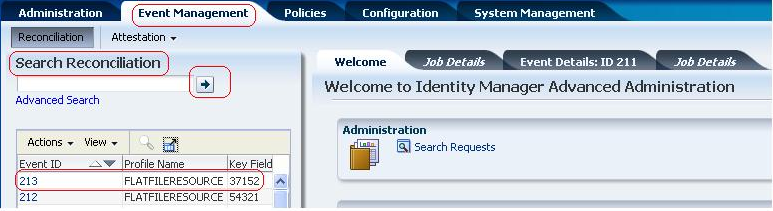 Administration Event Management Policies Configuration System Management
Reconciliation Attestation
Search Reconciliation
Advanced Search
Actions View
Event ID Profile Name Key Field
213 FLATFILERESOURCE 37152
212 FLATFILERESOURCE 54321
Welcome Job Details Event Details: ID 211 Job Details
Welcome to Identity Manager Advanced Administration
Administration
Search Requests